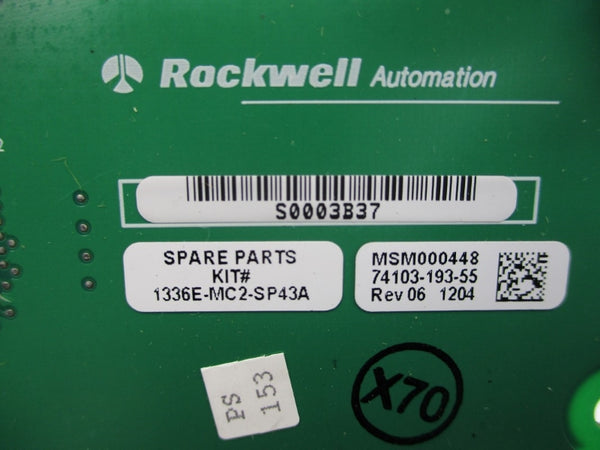 Rockwell Automation
S0003B37
SPARE PARTS
KIT#
1336E-MC2-SP43A
MSM000448
74103-193-55
Rev 06 1204
PS
153
X70